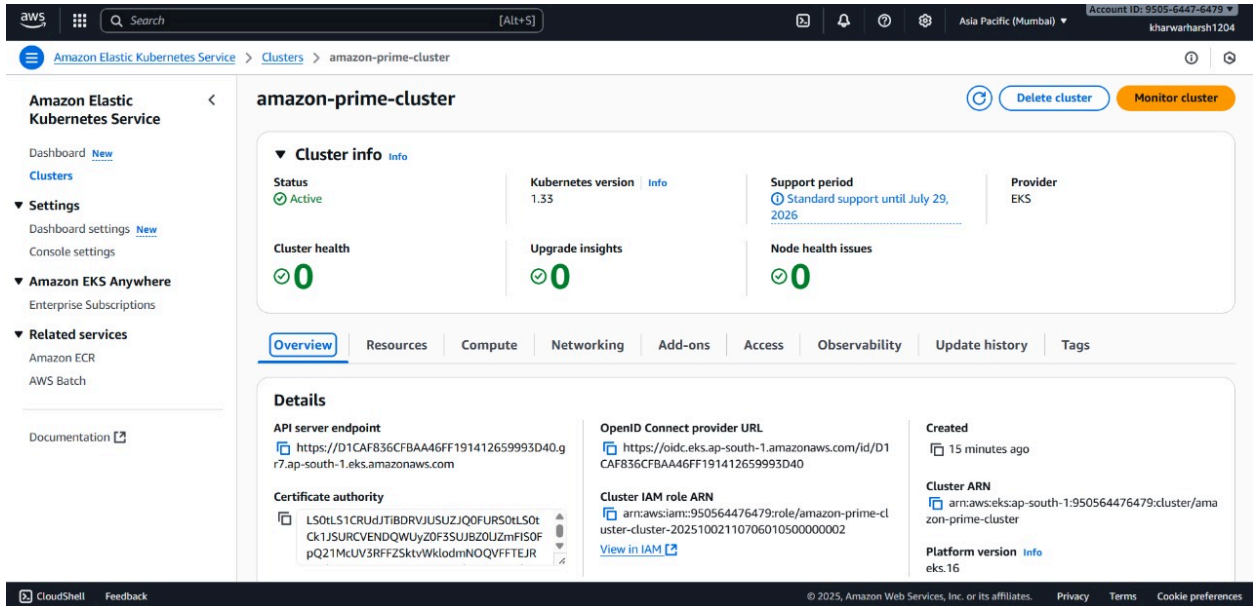 aws
Search
[Alt+S]
Asia Pacific (Mumbai)
Account ID: 9505-6447-6479
kharwarharsh1204
Amazon Elastic Kubernetes Service > Clusters > amazon-prime-cluster
Amazon Elastic
Kubernetes Service
Dashboard New
Clusters
Settings
Dashboard settings New
Console settings
Amazon EKS Anywhere
Enterprise Subscriptions
Related services
Amazon ECR
AWS Batch
Documentation
amazon-prime-cluster
Delete cluster
Monitor cluster
Cluster info Info
Status
Active
Kubernetes version Info
1.33
Support period
Standard support until July 29,
2026
Provider
EKS
Cluster health
0
Upgrade insights
0
Node health issues
0
Overview
Resources
Compute
Networking
Add-ons
Access
Observability
Update history
Tags
Details
API server endpoint
https://D1CAF836CFBAA46FF191412659993D40.g
r7.ap-south-1.eks.amazonaws.com
Certificate authority
LS0tLS1CRUdJTiBDRVJUSUZJQ0FURS0tLS0t
Ck1JSURCVENDQWUyZ0F3SUJBZ0lJZmFIS0F
pQ21McUV3RFFZSktvWklodmNOQVFFTEJR
OpenID Connect provider URL
https://oidc.eks.ap-south-1.amazonaws.com/id/D1
CAF836CFBAA46FF191412659993D40
Cluster IAM role ARN
arn:aws:iam::950564476479:role/amazon-prime-cl
uster-cluster-20251002110706010500000002
View in IAM
Created
15 minutes ago
Cluster ARN
arn:aws:eks:ap-south-1:950564476479:cluster/ama
zon-prime-cluster
Platform version Info
eks.16
CloudShell
Feedback
© 2025, Amazon Web Services, Inc. or its affiliates.
Privacy
Terms
Cookie preferences